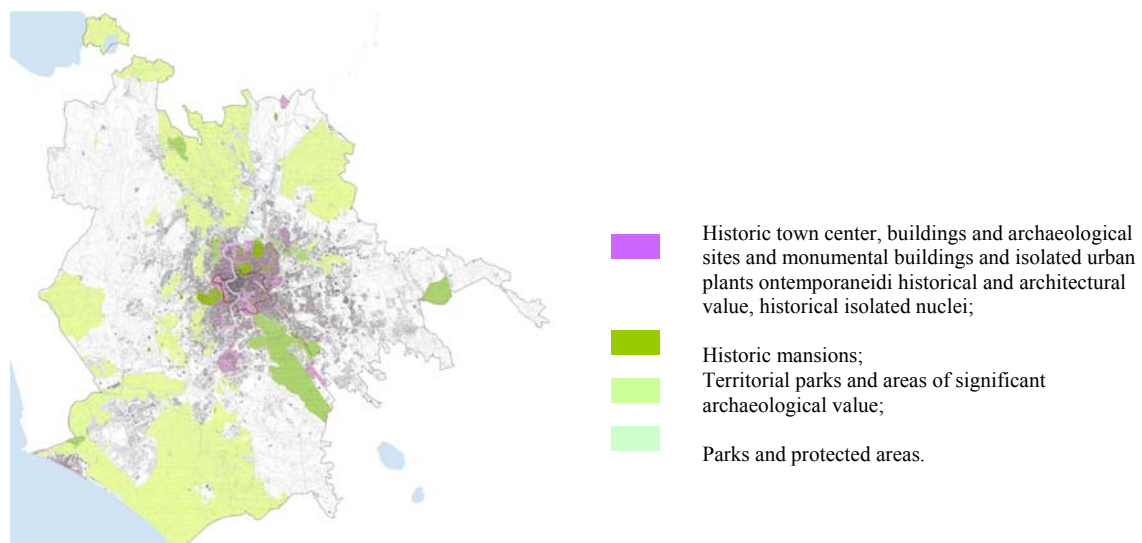 Historic town center, buildings and archaeological
sites and monumental buildings and isolated urban
plants ontemporaneidi historical and architectural
value, historical isolated nuclei;
Historic mansions;
Territorial parks and areas of significant
archaeological value;
Parks and protected areas.